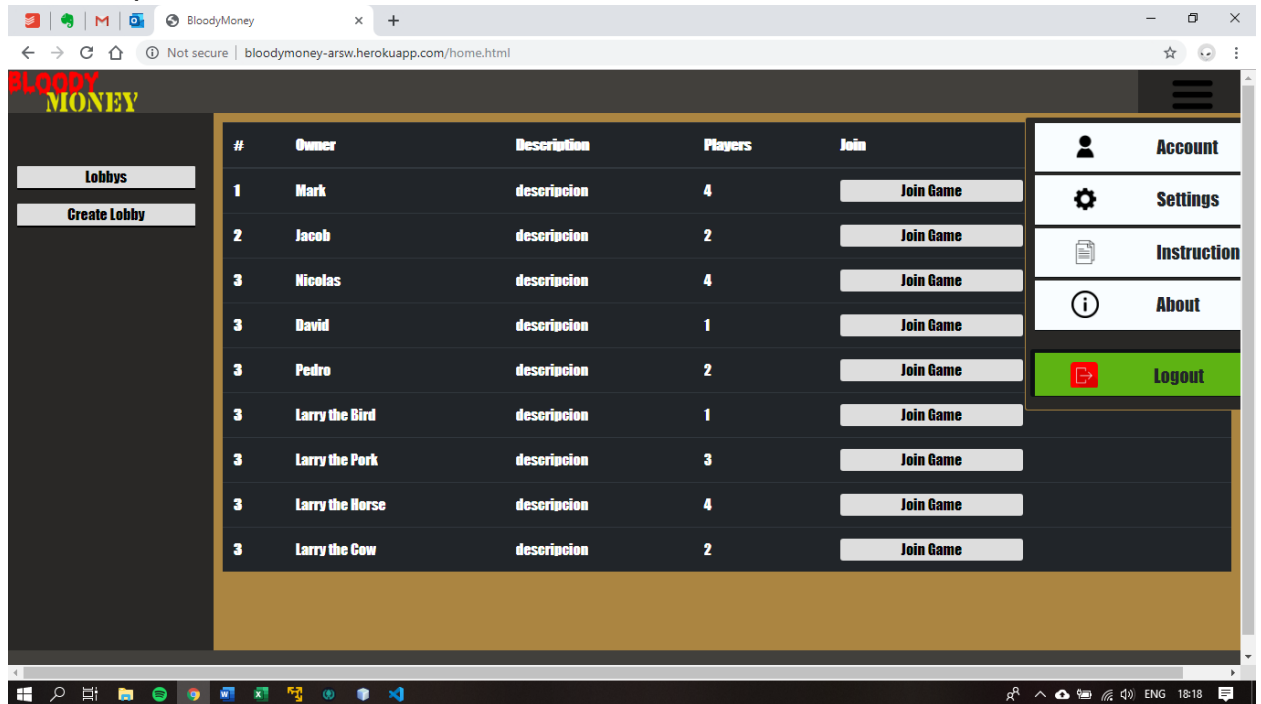 BloodyMoney
Not secure | bloodymoney-arsw.herokuapp.com/home.html
BLOODY
MONEY
Lobbys
Create Lobby
# Owner Description Players Join
1 Mark descripcion 4 Join Game
2 Jacob descripcion 2 Join Game
3 Nicolas descripcion 4 Join Game
3 David descripcion 1 Join Game
3 Pedro descripcion 2 Join Game
3 Larry the Bird descripcion 1 Join Game
3 Larry the Pork descripcion 3 Join Game
3 Larry the Horse descripcion 4 Join Game
3 Larry the Cow descripcion 2 Join Game
Account
Settings
Instruction
About
Logout
ENG 18:18